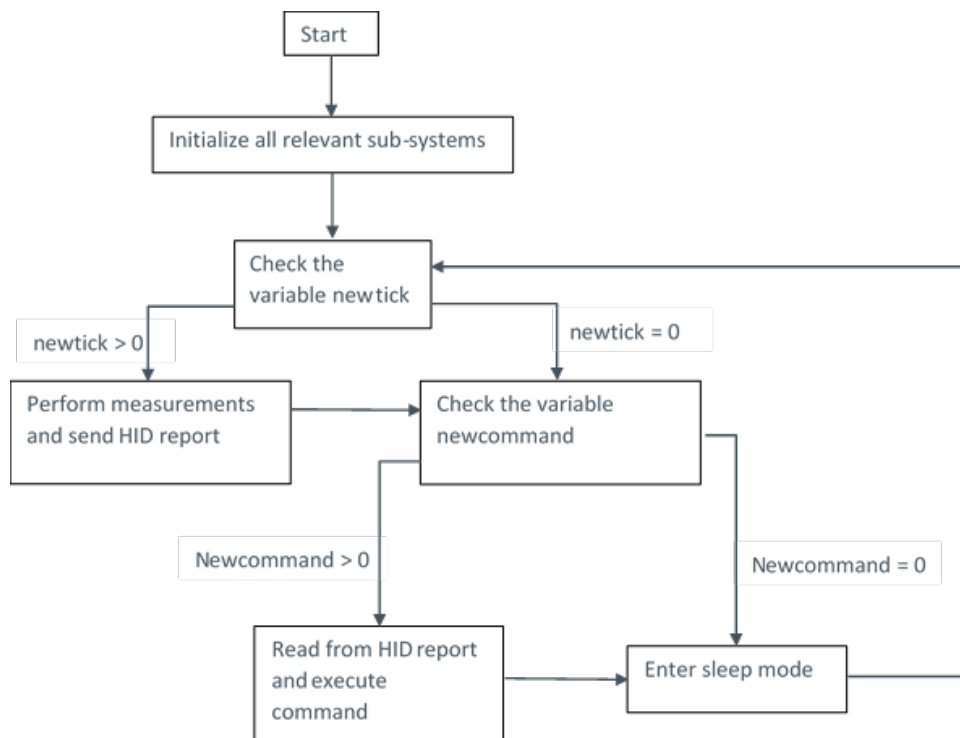 Start
Initialize all relevant sub-systems
Check the
variable newtick
newtick > 0
newtick = 0
Perform measurements
and send HID report
Check the variable
newcommand
Newcommand > 0
Newcommand = 0
Read from HID report
and execute
command
Enter sleep mode